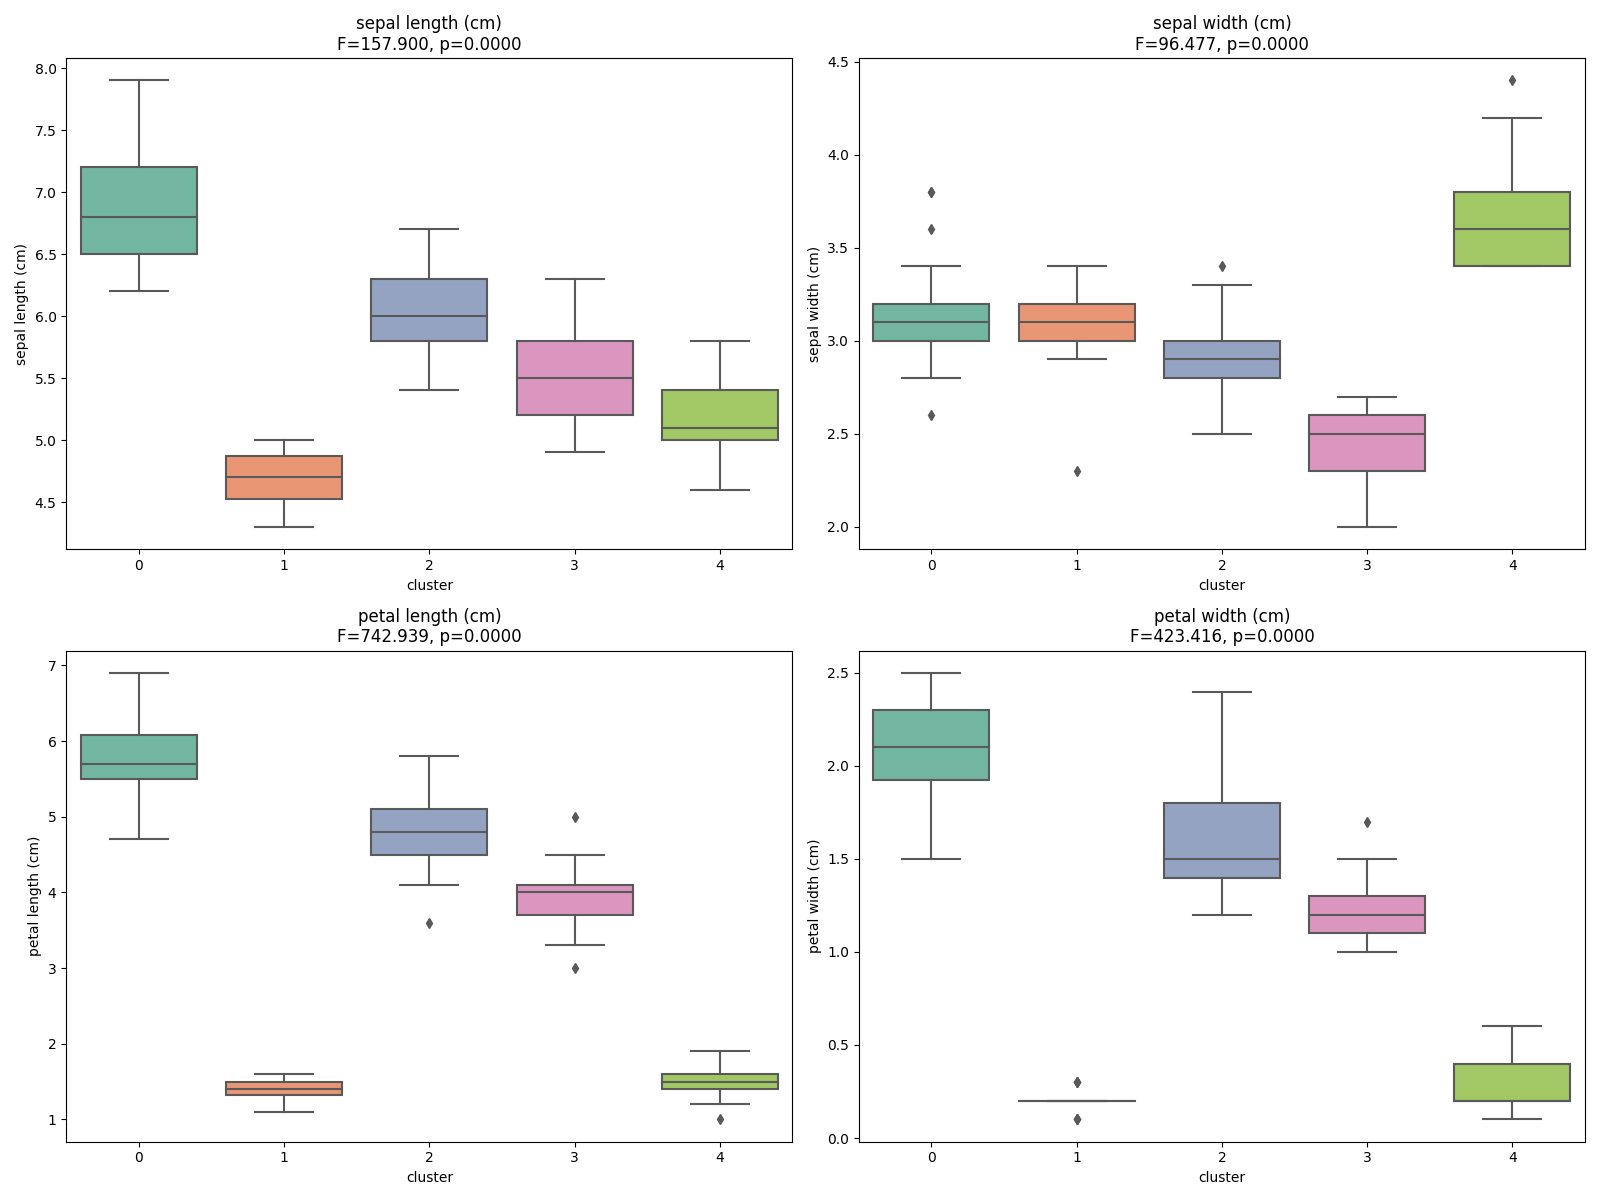 sepal length (cm)
F=157.900, p=0.0000
8.0
7.5
7.0
6.5
6.0
5.5
5.0
4.5
sepal length (cm)
0 1 2 3 4
cluster
sepal width (cm)
F=96.477, p=0.0000
4.5
4.0
3.5
3.0
2.5
2.0
sepal width (cm)
0 1 2 3 4
cluster
petal length (cm)
F=742.939, p=0.0000
7
6
5
4
3
2
1
petal length (cm)
0 1 2 3 4
cluster
petal width (cm)
F=423.416, p=0.0000
2.5
2.0
1.5
1.0
0.5
0.0
petal width (cm)
0 1 2 3 4
cluster